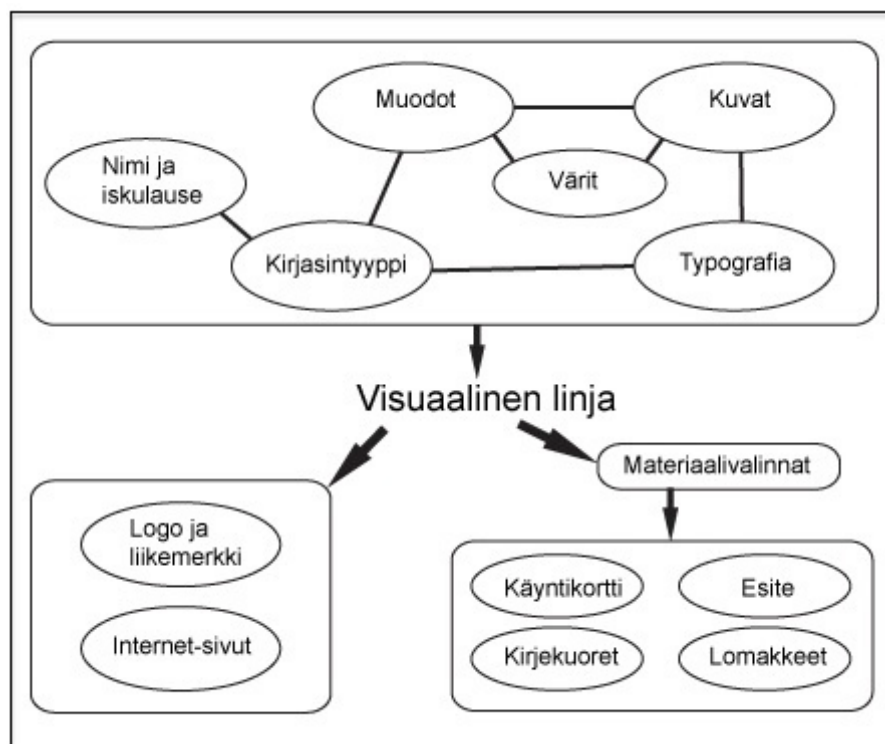 Muodot
Kuvat
Nimi ja
iskulause
Värit
Kirjasintyyppi
Typografia
Visuaalinen linja
Materiaalivalinnat
Logo ja
liikemerkki
Internet-sivut
Käyntikortti
Esite
Kirjekuoret
Lomakkeet